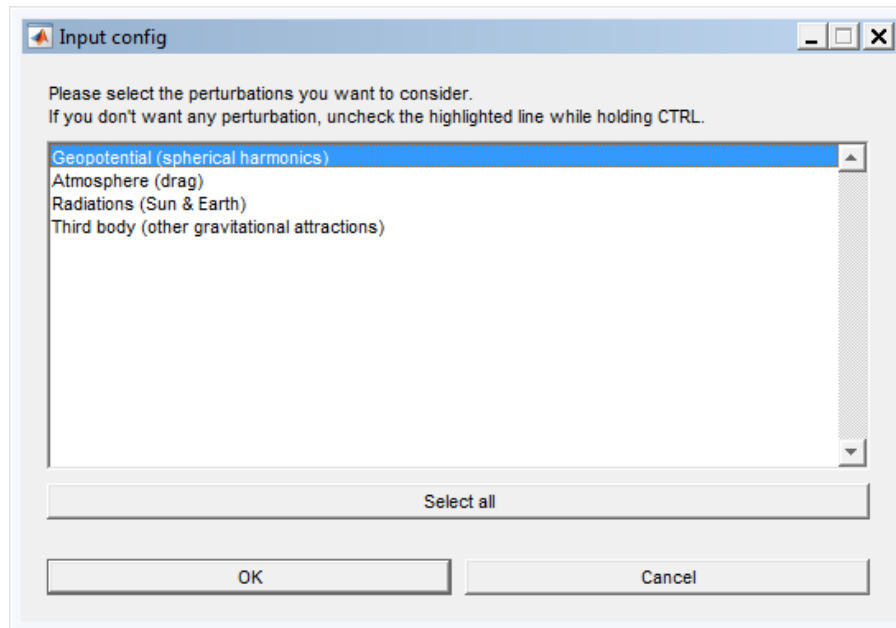 Input config
Please select the perturbations you want to consider.
If you don't want any perturbation, uncheck the highlighted line while holding CTRL.
Geopotential (spherical harmonics)
Atmosphere (drag)
Radiations (Sun & Earth)
Third body (other gravitational attractions)
Select all
OK
Cancel